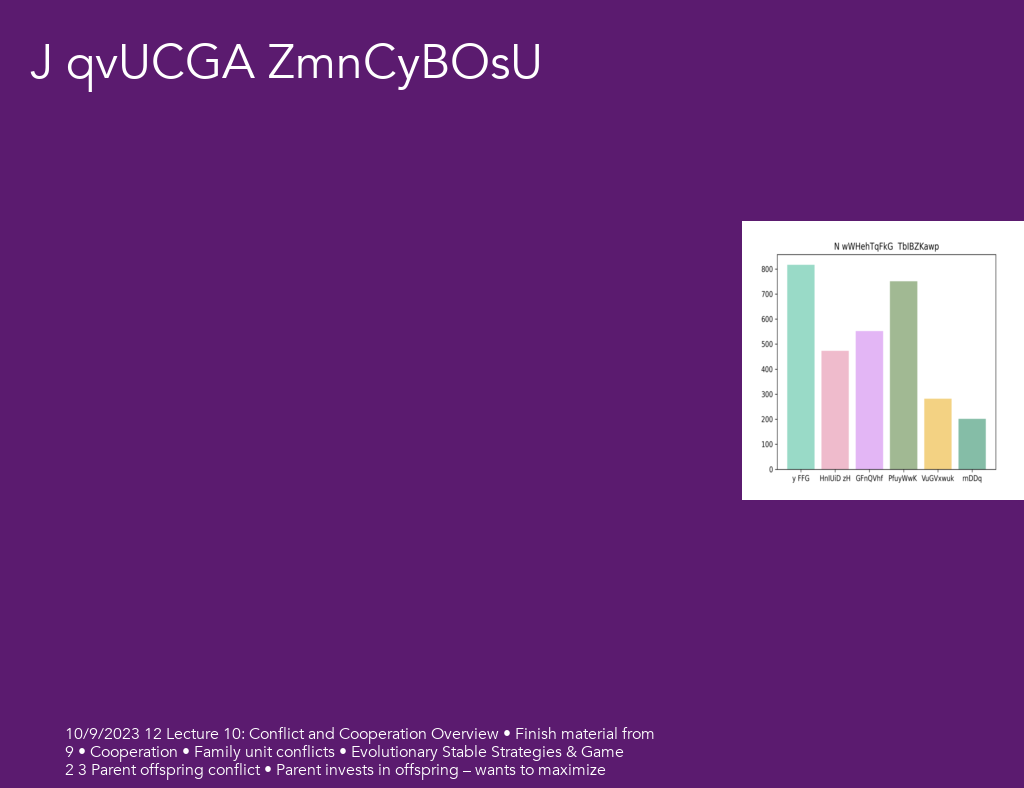 J qvUCGA ZmnCyBOsU
N wWHehTqFkG TbIBZKawp
800
700
600
500
400
300
200
100
0
y FFG HnIUiD zH GFnQVhf PfuyWwK VuGVxwuk mDDq
10/9/2023 12 Lecture 10: Conflict and Cooperation Overview • Finish material from
9 • Cooperation • Family unit conflicts • Evolutionary Stable Strategies & Game
2 3 Parent offspring conflict • Parent invests in offspring – wants to maximize